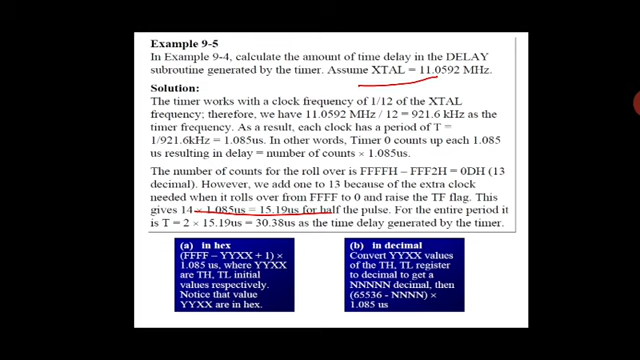 Example 9-5
In Example 9-4, calculate the amount of time delay in the DELAY
subroutine generated by the timer. Assume XTAL = 11.0592 MHz.
Solution:
The timer works with a clock frequency of 1/12 of the XTAL
frequency; therefore, we have 11.0592 MHz / 12 = 921.6 kHz as the
timer frequency. As a result, each clock has a period of T =
1/921.6kHz = 1.085us. In other words, Timer 0 counts up each 1.085
us resulting in delay = number of counts × 1.085us.
The number of counts for the roll over is FFFFH – FFF2H = 0DH (13
decimal). However, we add one to 13 because of the extra clock
needed when it rolls over from FFFF to 0 and raise the TF flag. This
gives 14 × 1.085us = 15.19us for half the pulse. For the entire period it
is T = 2 × 15.19us = 30.38us as the time delay generated by the timer.
(a) in hex
(FFFF – YYXX + 1) ×
1.085 us, where YYXX
are TH, TL initial
values respectively.
Notice that value
YYXX are in hex.
(b) in decimal
Convert YYXX values
of the TH, TL register
to decimal to get a
NNNNN decimal, then
(65536 - NNNN) ×
1.085 us